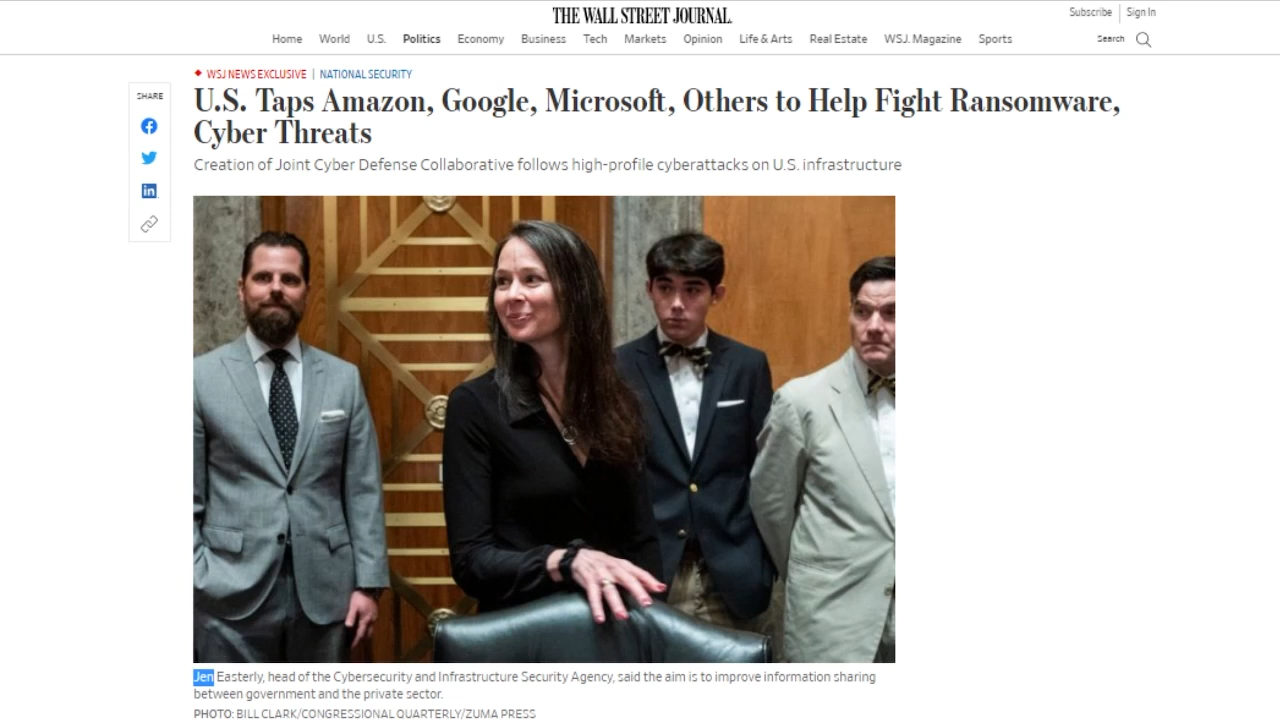 THE WALL STREET JOURNAL.
Subscribe | Sign In
Home World U.S. Politics Economy Business Tech Markets Opinion Life & Arts Real Estate WSJ. Magazine Sports
Search
WSJ NEWS EXCLUSIVE | NATIONAL SECURITY
SHARE
U.S. Taps Amazon, Google, Microsoft, Others to Help Fight Ransomware,
Cyber Threats
Creation of Joint Cyber Defense Collaborative follows high-profile cyberattacks on U.S. infrastructure
in
Jen Easterly, head of the Cybersecurity and Infrastructure Security Agency, said the aim is to improve information sharing
between government and the private sector.
PHOTO: BILL CLARK/CONGRESSIONAL QUARTERLY/ZUMA PRESS